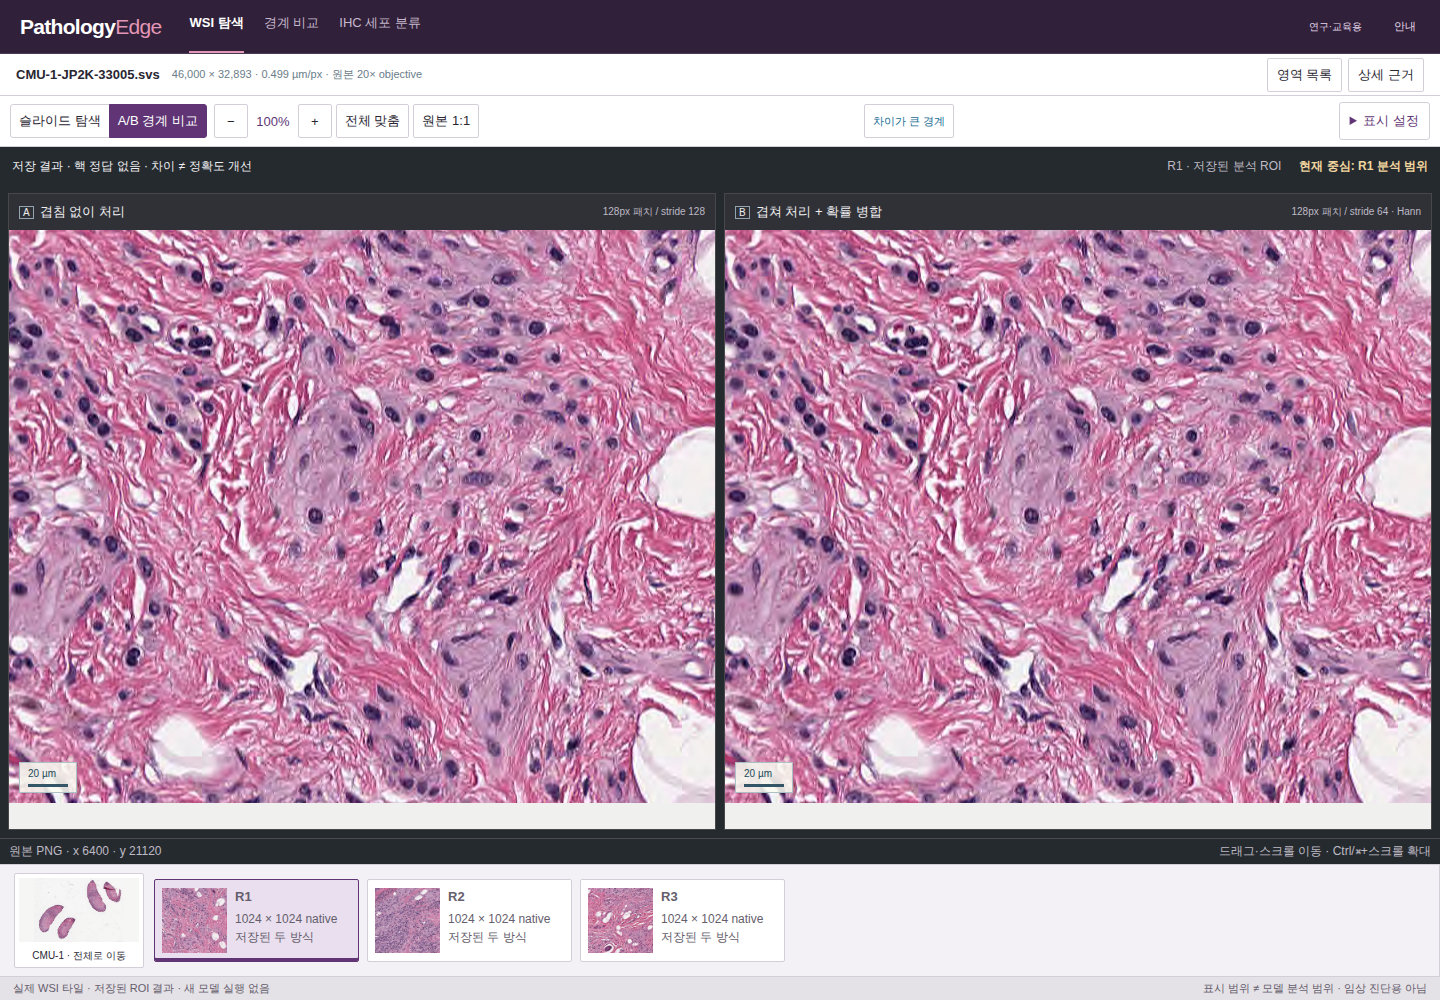 PathologyEdge WSI 탐색 경계 비교 IHC 세포 분류 연구·교육용 안내
CMU-1-JP2K-33005.svs 46,000 × 32,893 · 0.499 µm/px · 원본 20× objective 영역 목록 상세 근거
슬라이드 탐색 A/B 경계 비교 − 100% + 전체 맞춤 원본 1:1 차이가 큰 경계 ▶ 표시 설정
저장 결과 · 핵 정답 없음 · 차이 ≠ 정확도 개선 R1 · 저장된 분석 ROI 현재 중심: R1 분석 범위
A 겹침 없이 처리 128px 패치 / stride 128
B 겹쳐 처리 + 확률 병합 128px 패치 / stride 64 · Hann
20 µm
20 µm
원본 PNG · x 6400 · y 21120 드래그·스크롤 이동 · Ctrl/⌘+스크롤 확대
CMU-1 · 전체로 이동
R1
1024 × 1024 native
저장된 두 방식
R2
1024 × 1024 native
저장된 두 방식
R3
1024 × 1024 native
저장된 두 방식
실제 WSI 타일 · 저장된 ROI 결과 · 새 모델 실행 없음 표시 범위 ≠ 모델 분석 범위 · 임상 진단용 아님